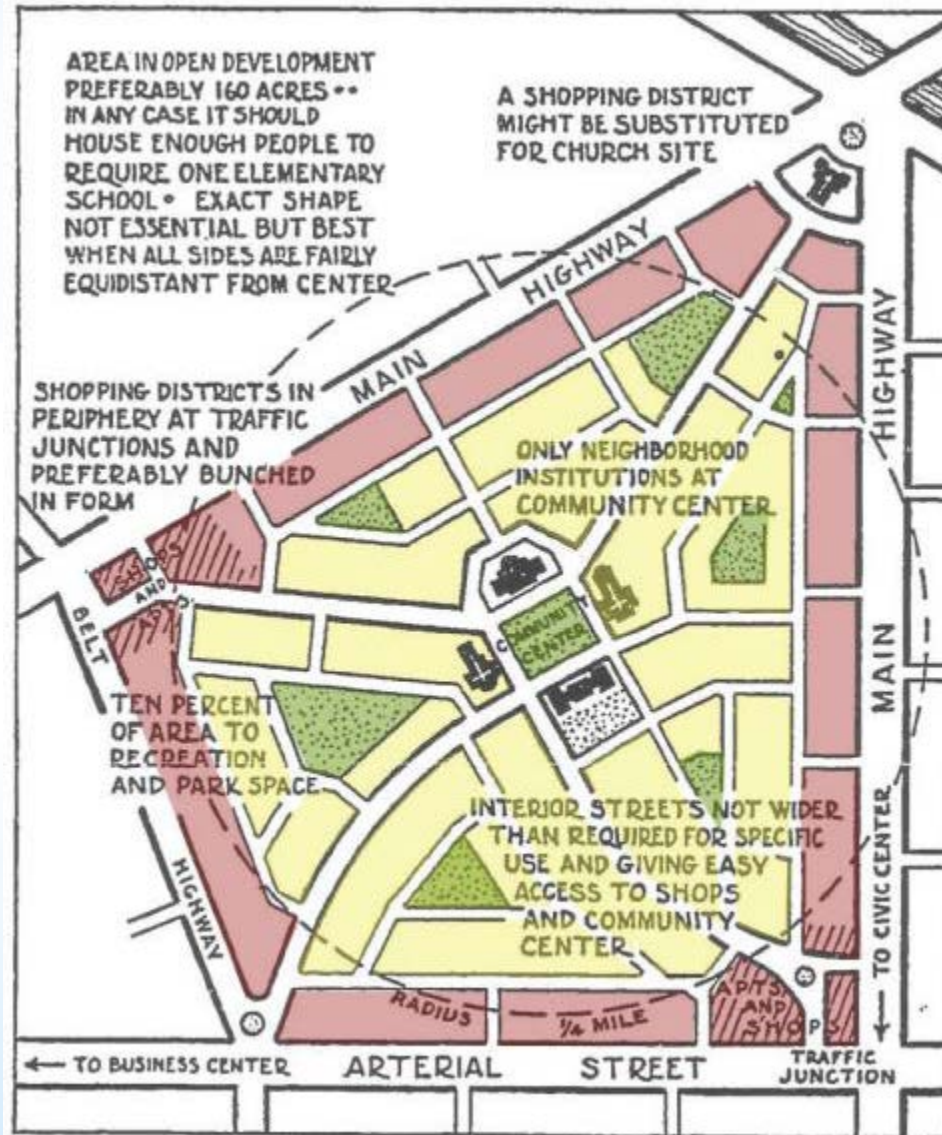 AREA IN OPEN DEVELOPMENT
PREFERABLY 160 ACRES ••
IN ANY CASE IT SHOULD
HOUSE ENOUGH PEOPLE TO
REQUIRE ONE ELEMENTARY
SCHOOL • EXACT SHAPE
NOT ESSENTIAL BUT BEST
WHEN ALL SIDES ARE FAIRLY
EQUIDISTANT FROM CENTER
A SHOPPING DISTRICT
MIGHT BE SUBSTITUTED
FOR CHURCH SITE
MAIN HIGHWAY
HIGHWAY
MAIN
SHOPPING DISTRICTS IN
PERIPHERY AT TRAFFIC
JUNCTIONS AND
PREFERABLY BUNCHED
IN FORM
ONLY NEIGHBORHOOD
INSTITUTIONS AT
COMMUNITY CENTER
SHOPS
AND
APTS
BELT
HIGHWAY
COMMUNITY
CENTER
TEN PERCENT
OF AREA TO
RECREATION
AND PARK SPACE
INTERIOR STREETS NOT WIDER
THAN REQUIRED FOR SPECIFIC
USE AND GIVING EASY
ACCESS TO SHOPS
AND COMMUNITY
CENTER
TO CIVIC CENTER
RADIUS 1/4 MILE
APTS
AND
SHOPS
← TO BUSINESS CENTER
ARTERIAL STREET
TRAFFIC
JUNCTION